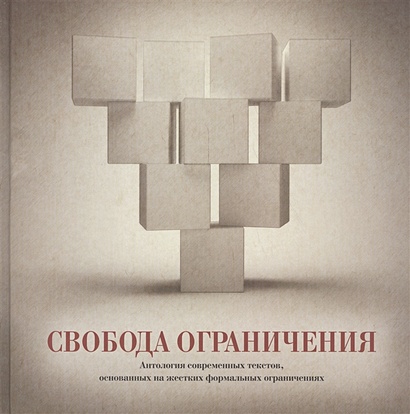 СВОБОДА ОГРАНИЧЕНИЯ
Антология современных текстов,
основанных на жестких формальных ограничениях